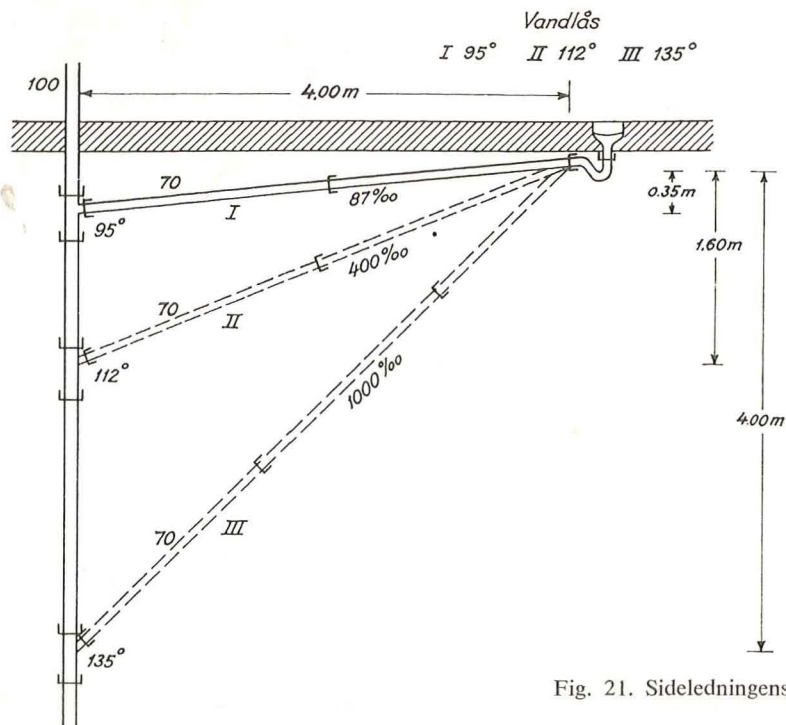 Vandlås
I 95° II 112° III 135°
100
4.00 m
70
I
87‰
95°
0.35 m
1.60 m
70
II
400‰
112°
1000‰
4.00 m
70
III
135°
Fig. 21. Sideledningens